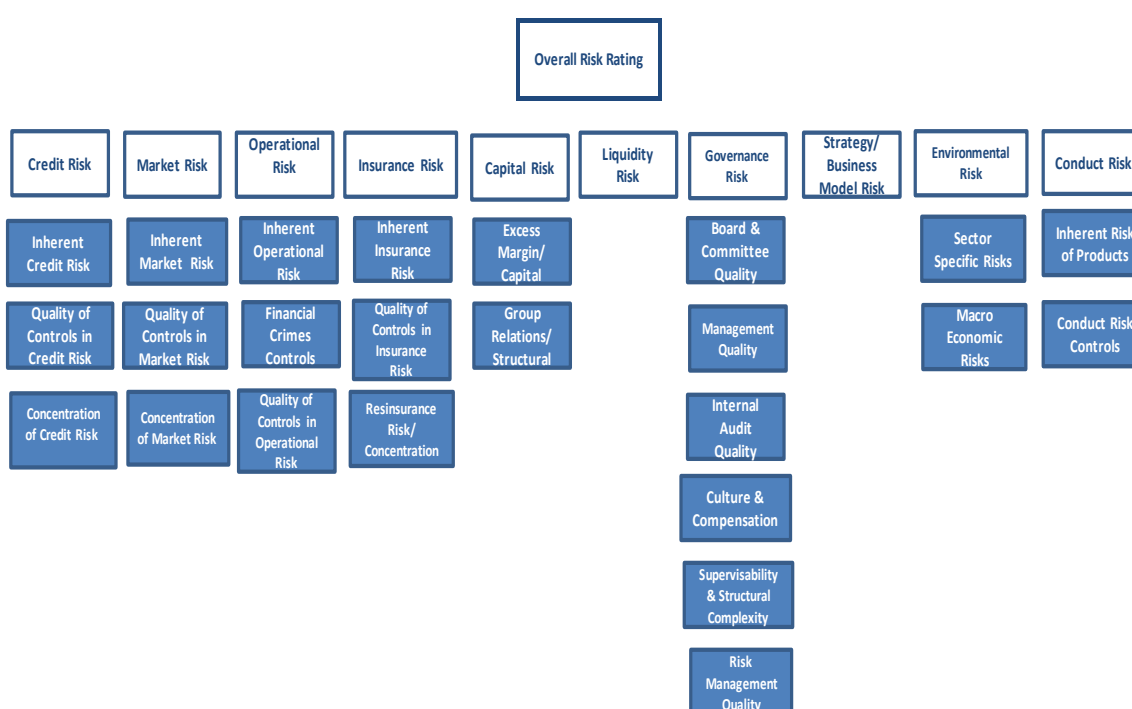 Overall Risk Rating
Credit Risk
Market Risk
Operational
Risk
Insurance Risk
Capital Risk
Liquidity
Risk
Governance
Risk
Strategy/
Business
Model Risk
Environmental
Risk
Conduct Risk
Inherent
Credit Risk
Inherent
Market Risk
Inherent
Operational
Risk
Inherent
Insurance
Risk
Excess
Margin/
Capital
Board &
Committee
Quality
Sector
Specific Risks
Inherent Risk
of Products
Quality of
Controls in
Credit Risk
Quality of
Controls in
Market Risk
Financial
Crimes
Controls
Quality of
Controls in
Insurance
Risk
Group
Relations/
Structural
Management
Quality
Macro
Economic
Risks
Conduct Risk
Controls
Concentration
of Credit Risk
Concentration
of Market Risk
Quality of
Controls in
Operational
Risk
Resinsurance
Risk/
Concentration
Internal
Audit
Quality
Culture &
Compensation
Supervisability
& Structural
Complexity
Risk
Management
Quality